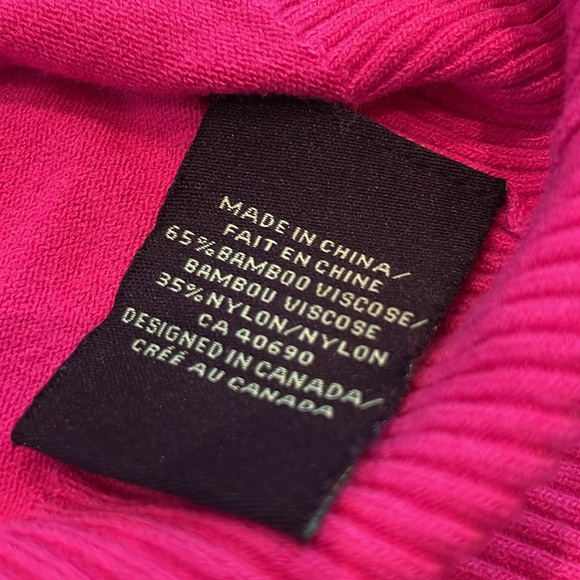 MADE IN CHINA/
FAIT EN CHINE
65% BAMBOO VISCOSE/
BAMBOU VISCOSE
35% NYLON/NYLON
CA 40690
DESIGNED IN CANADA/
CRÉÉ AU CANADA